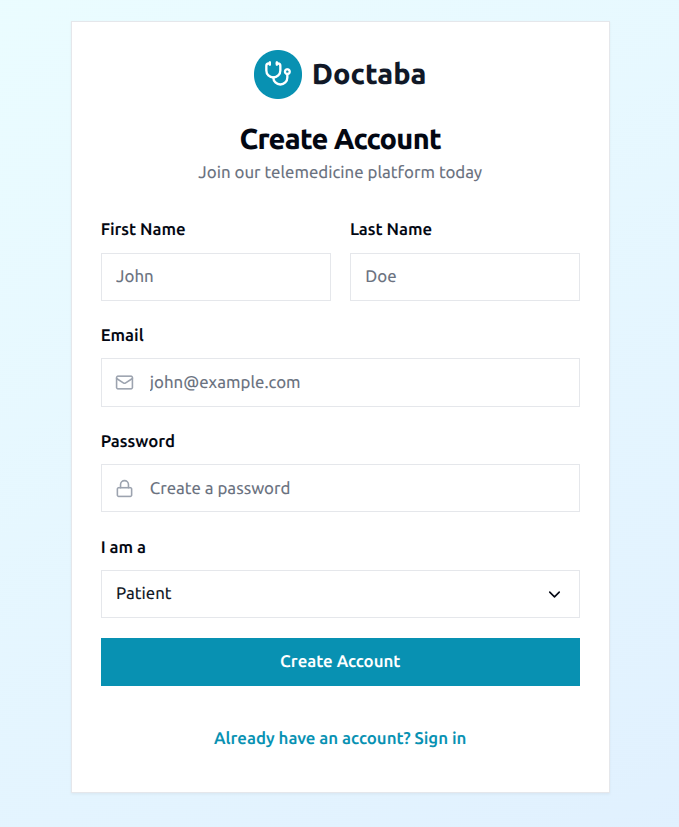 Doctaba
Create Account
Join our telemedicine platform today
First Name Last Name
John Doe
Email
john@example.com
Password
Create a password
I am a
Patient
Create Account
Already have an account? Sign in